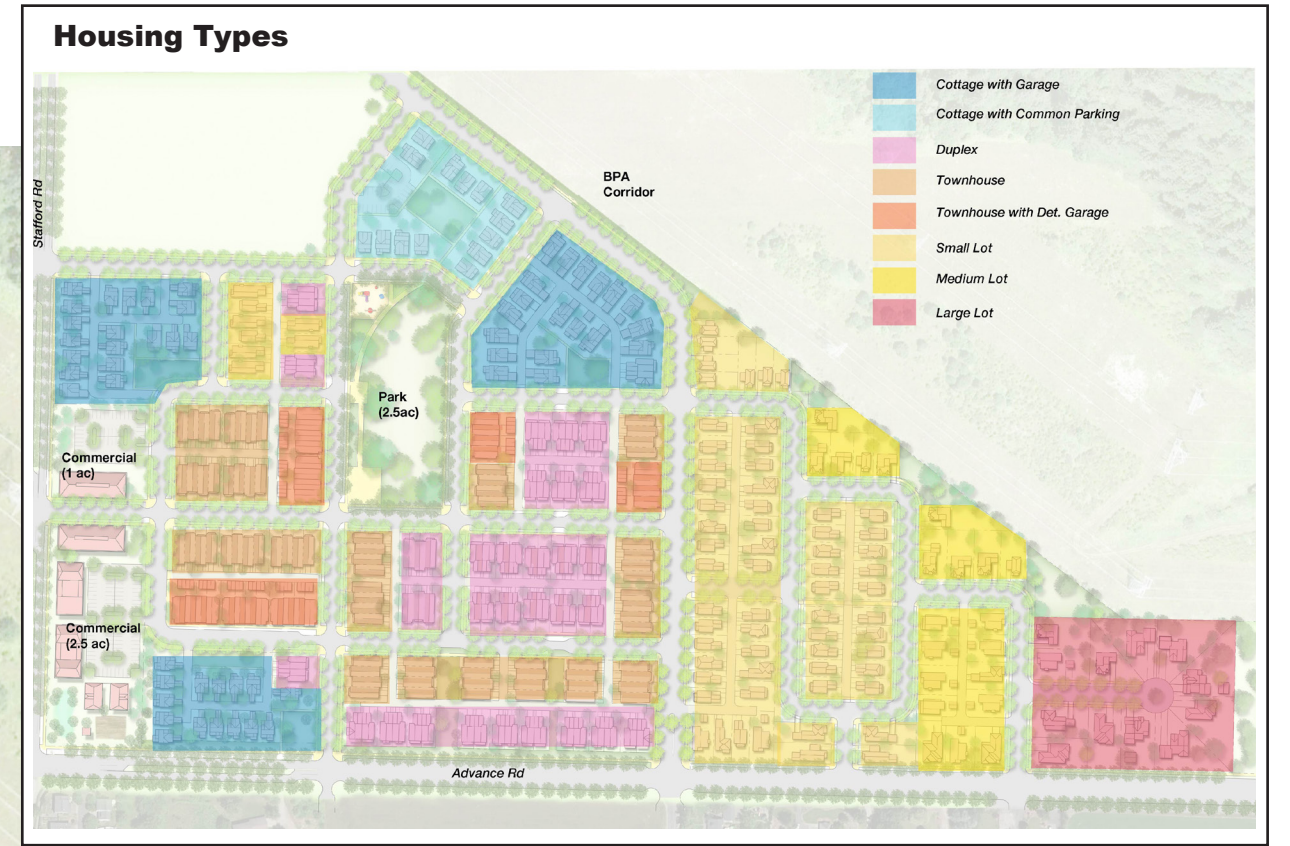 Housing Types
Cottage with Garage
Cottage with Common Parking
Duplex
Townhouse
Townhouse with Det. Garage
Small Lot
Medium Lot
Large Lot
BPA
Corridor
Stafford Rd
Park
(2.5ac)
Commercial
(1 ac)
Commercial
(2.5 ac)
Advance Rd